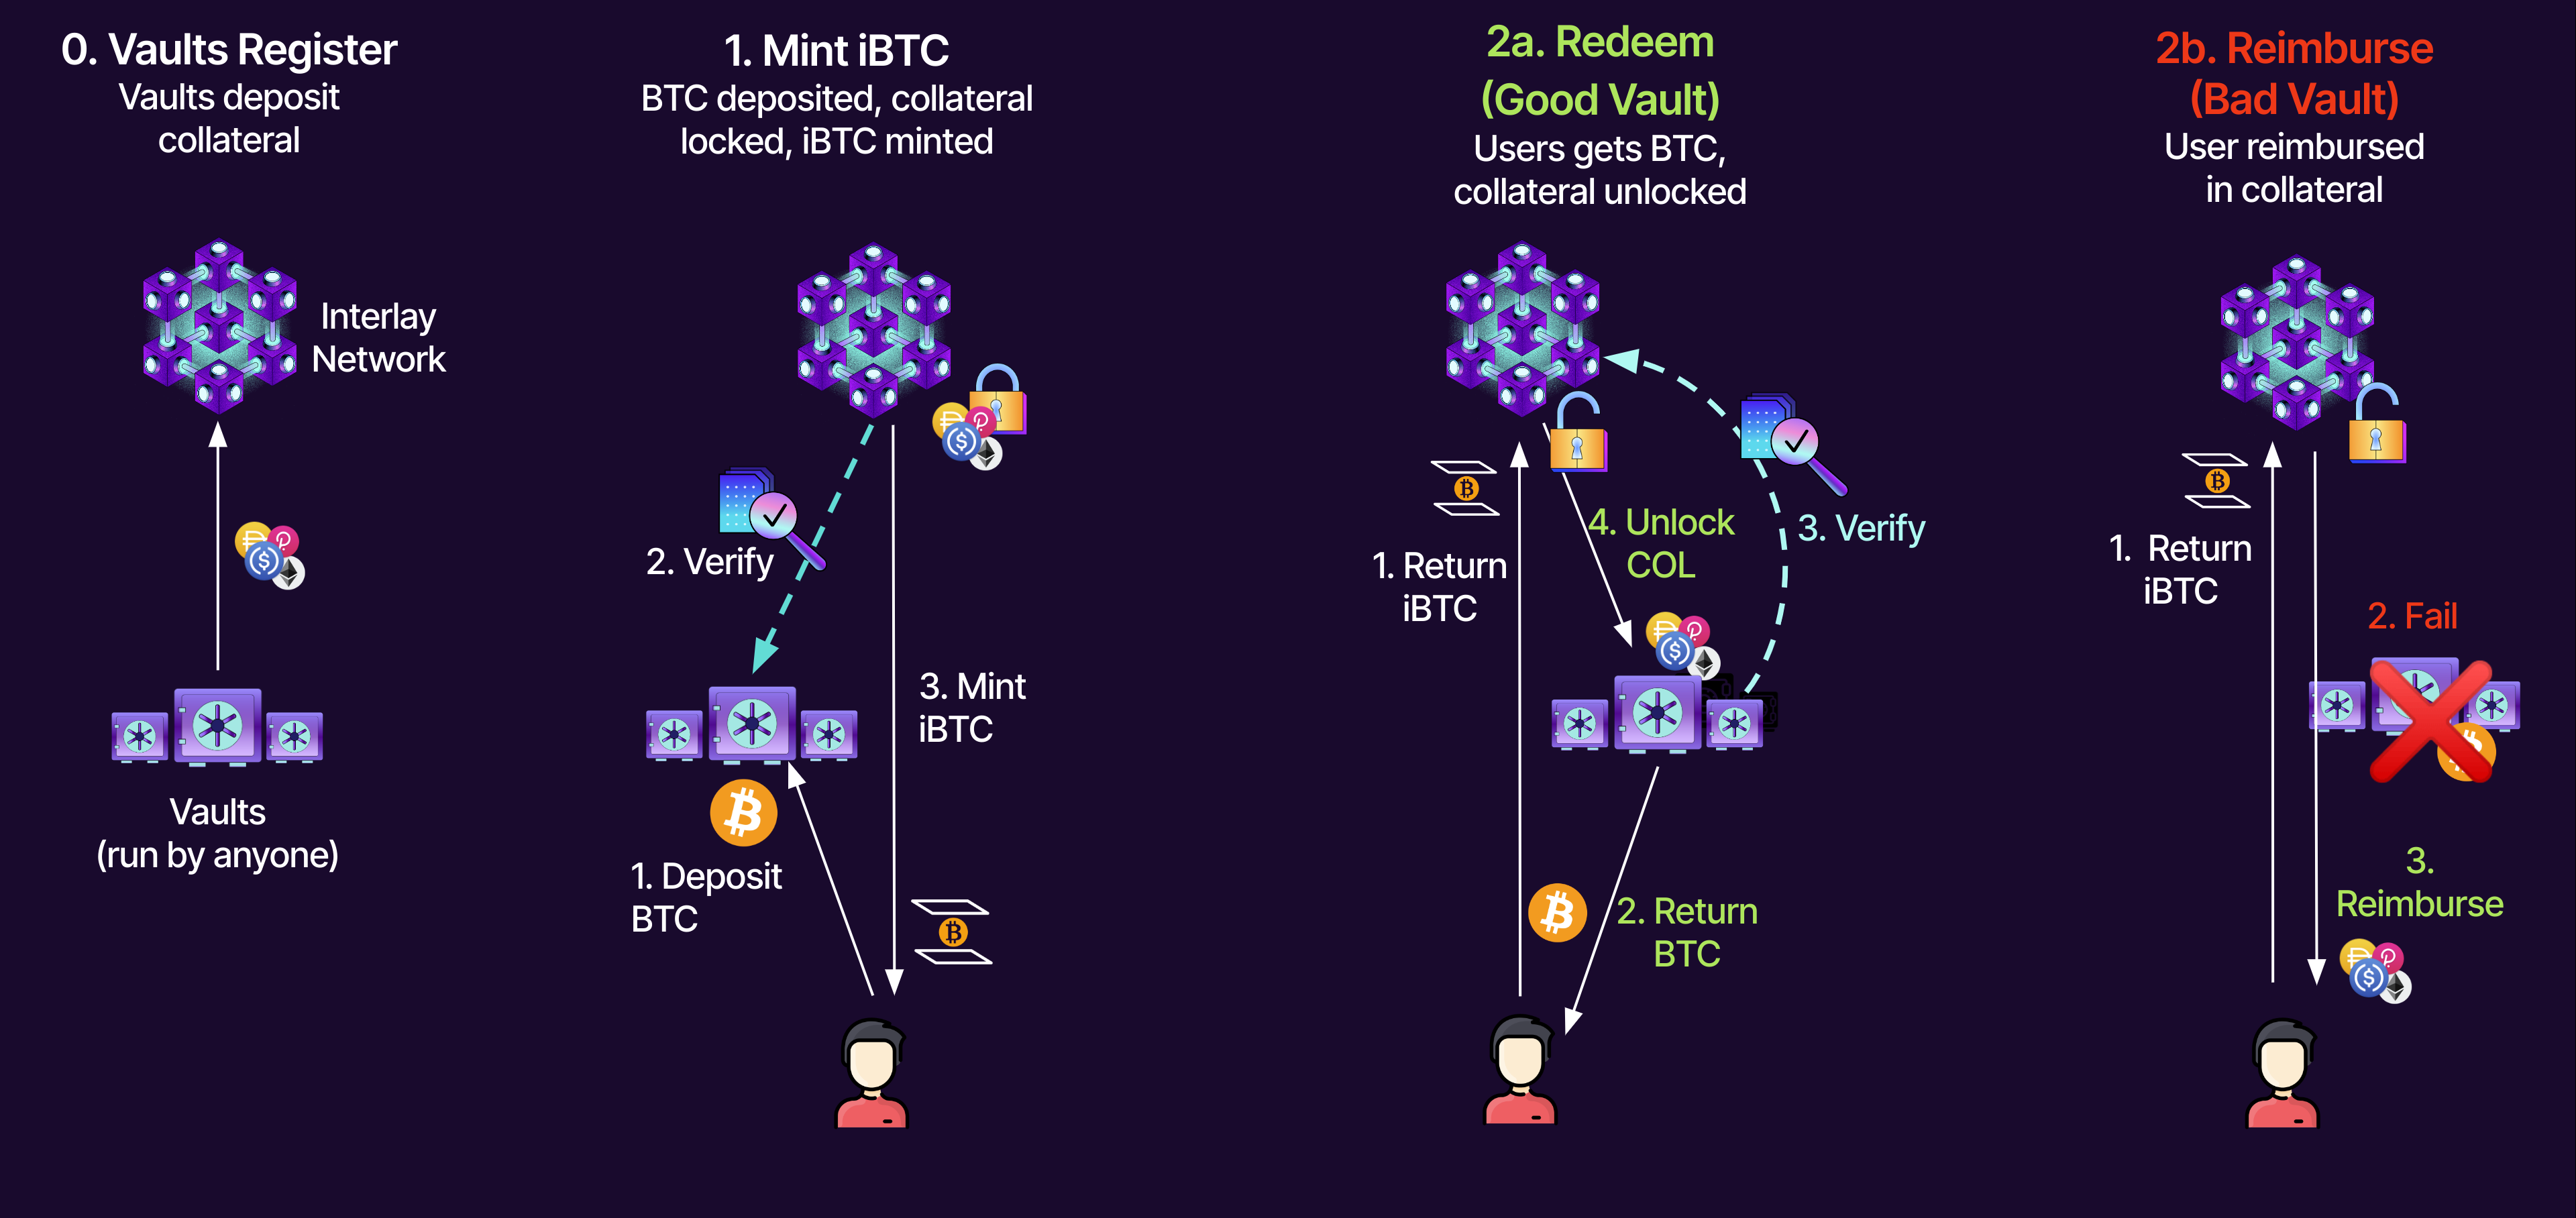 0. Vaults Register
Vaults deposit
collateral
Interlay
Network
Vaults
(run by anyone)
1. Mint iBTC
BTC deposited, collateral
locked, iBTC minted
2. Verify
3. Mint
iBTC
1. Deposit
BTC
2a. Redeem
(Good Vault)
Users gets BTC,
collateral unlocked
1. Return
iBTC
4. Unlock
COL
3. Verify
2. Return
BTC
2b. Reimburse
(Bad Vault)
User reimbursed
in collateral
1. Return
iBTC
2. Fail
3.
Reimburse